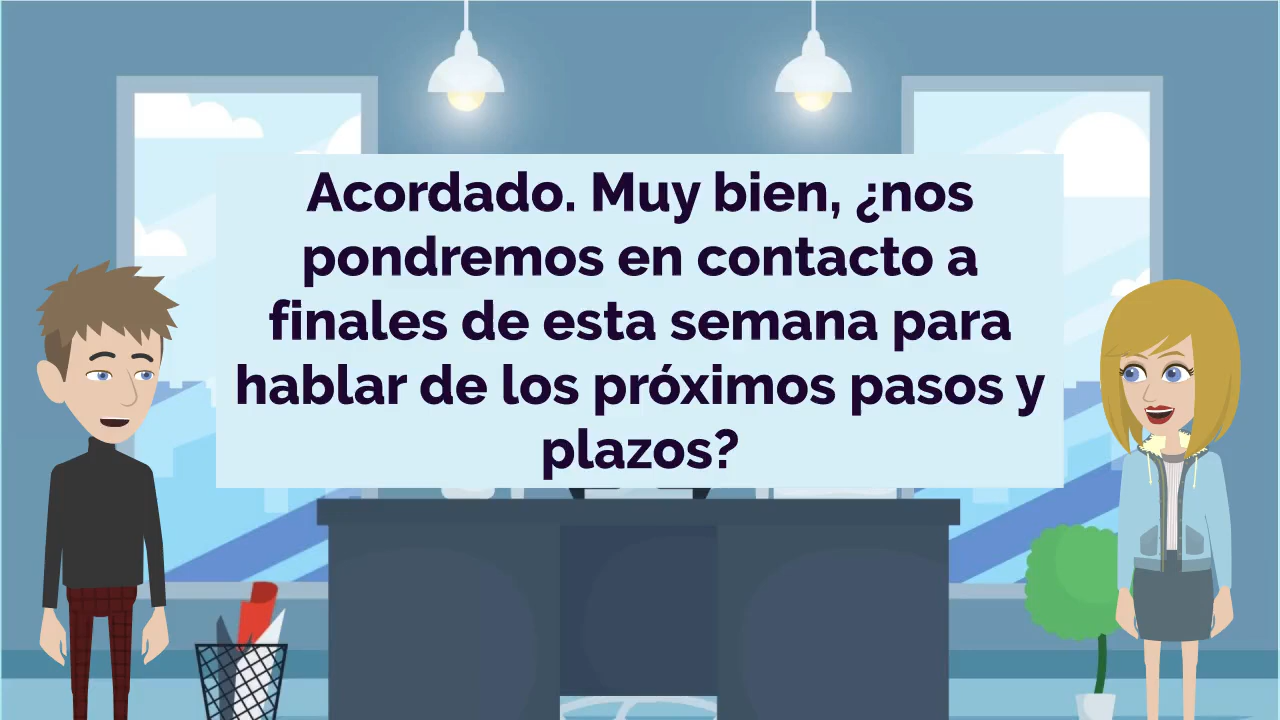 Acordado. Muy bien, ¿nos
pondremos en contacto a
finales de esta semana para
hablar de los próximos pasos y
plazos?